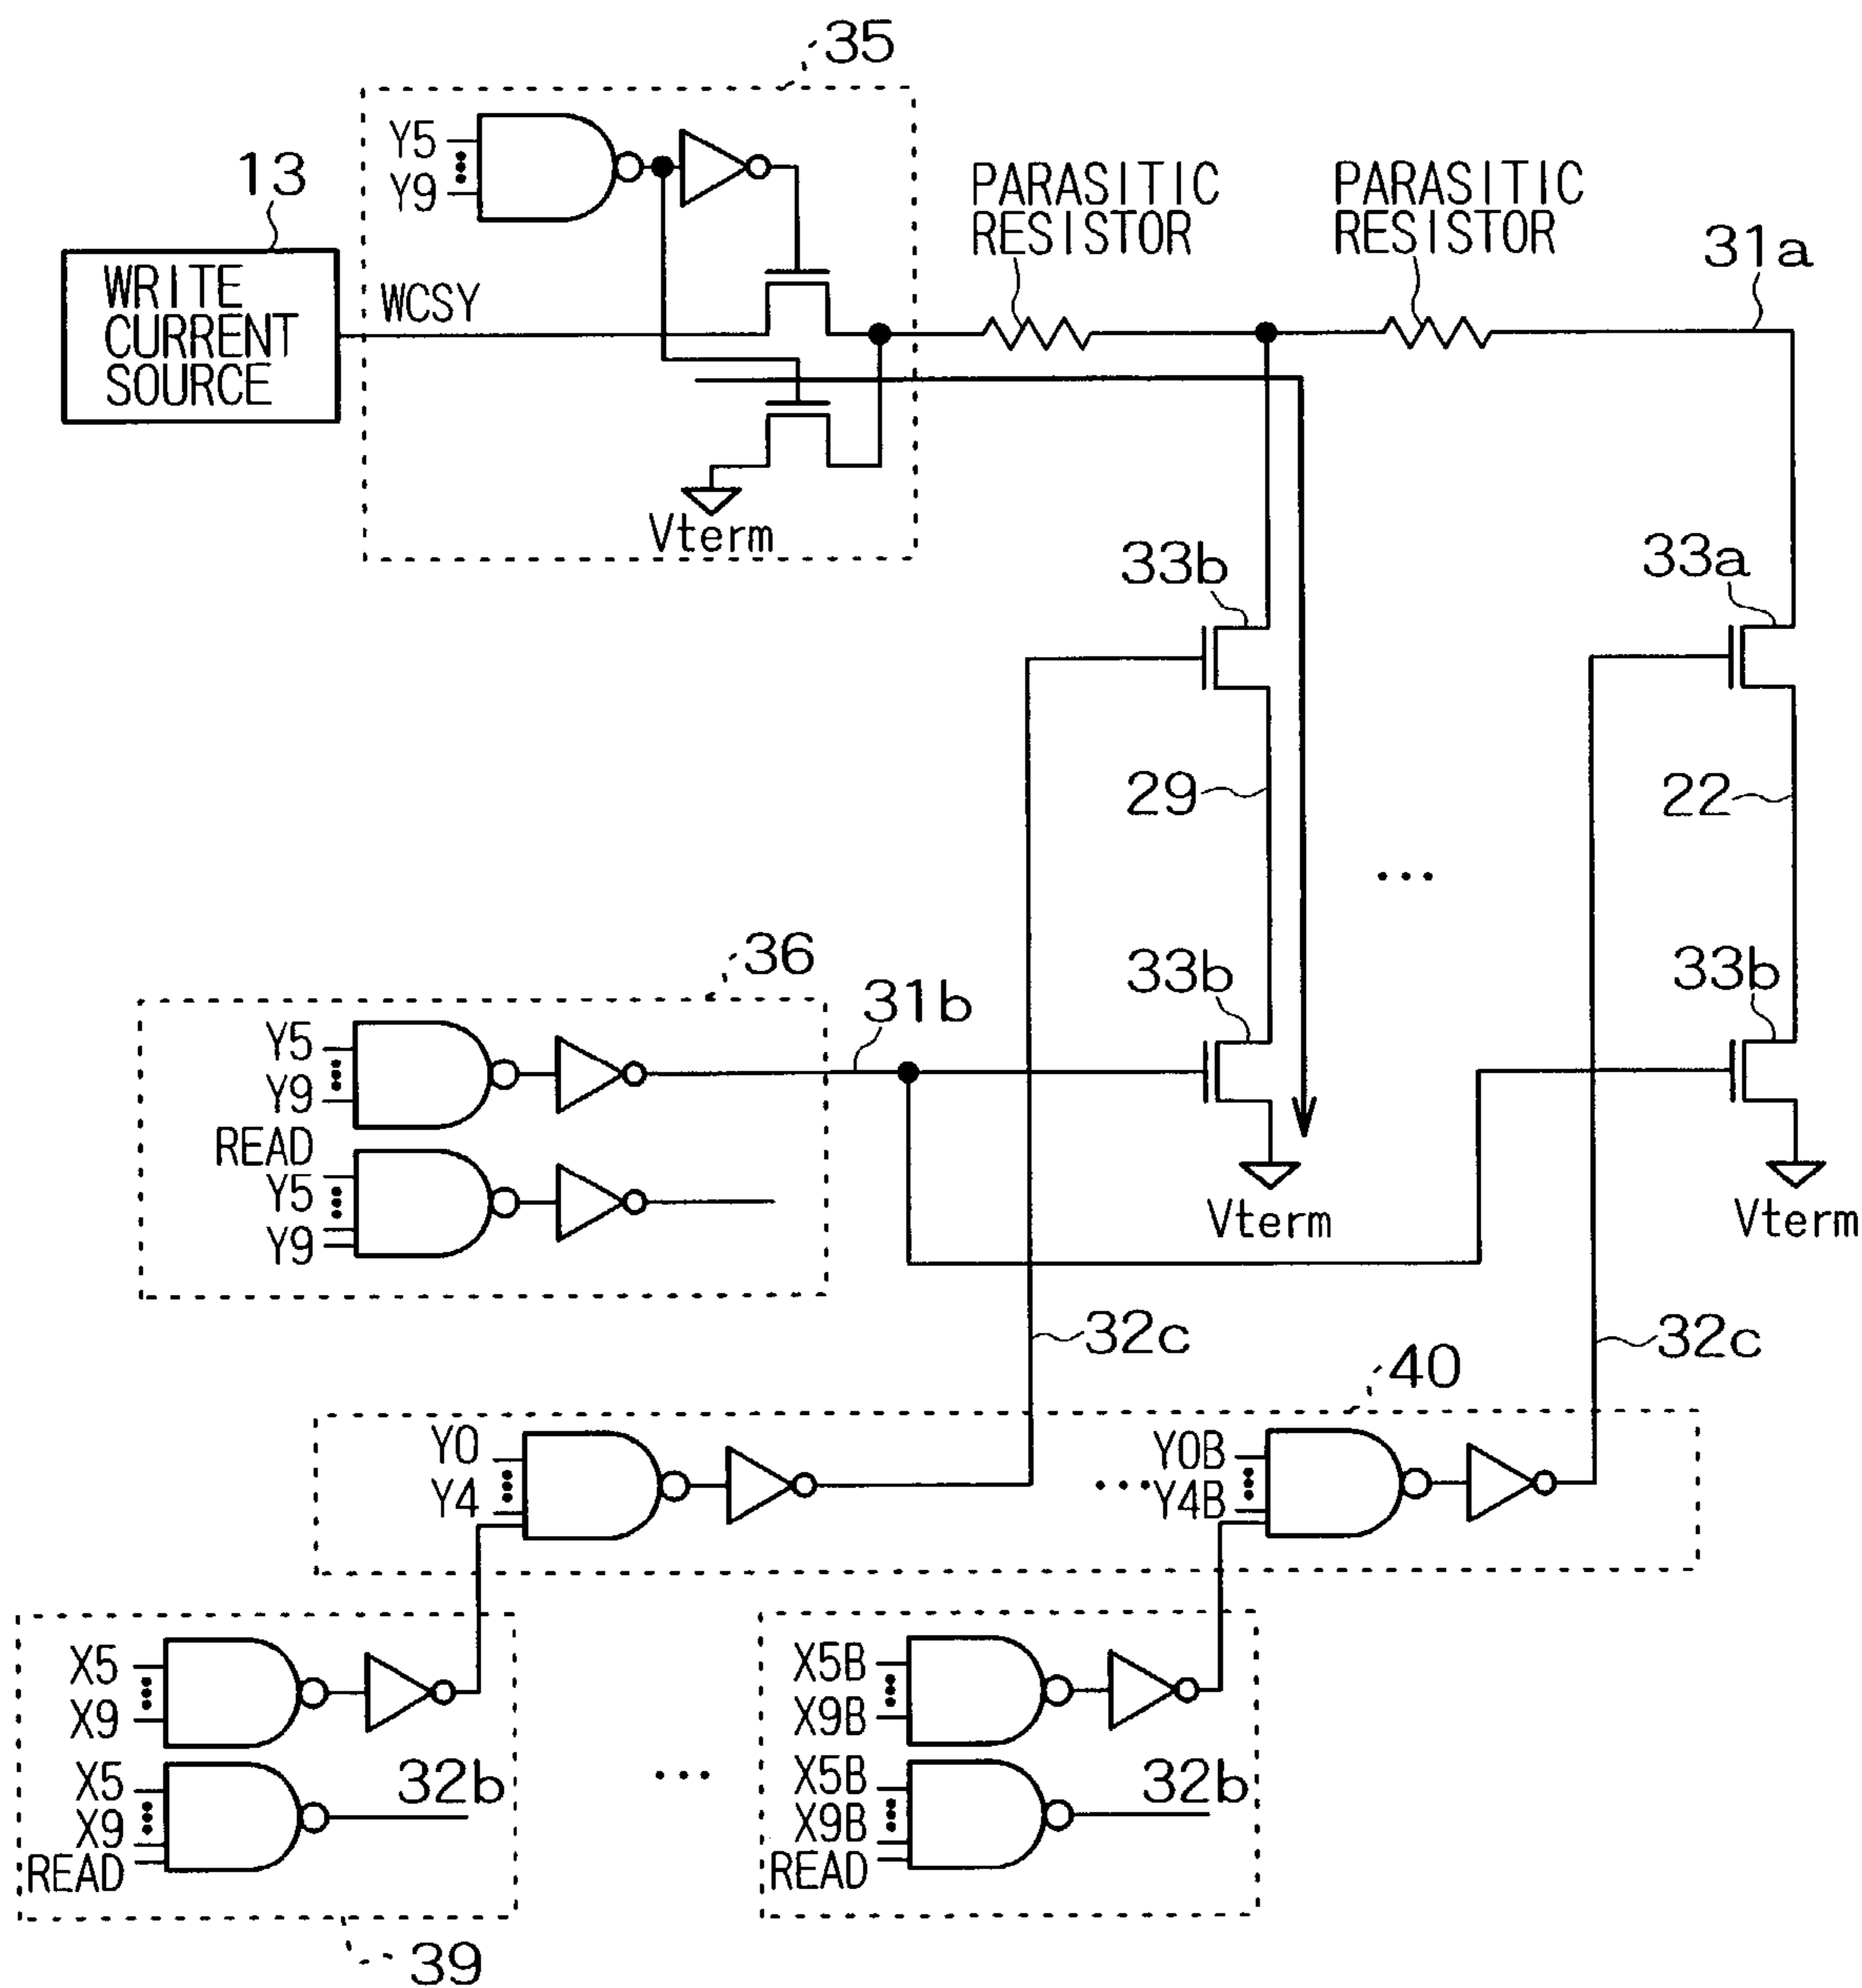 35
Y5
Y9
13
WRITE
CURRENT
SOURCE
WCSY
Vterm
PARASITIC
RESISTOR
PARASITIC
RESISTOR
31a
33b
33a
29
22
...
36
31b
33b
33b
Y5
Y9
READ
Y5
Y9
Vterm
Vterm
32c
32c
40
Y0
Y4
...
Y0B
Y4B
X5
X9
X5
X9
READ
32b
...
X5B
X9B
X5B
X9B
READ
32b
39